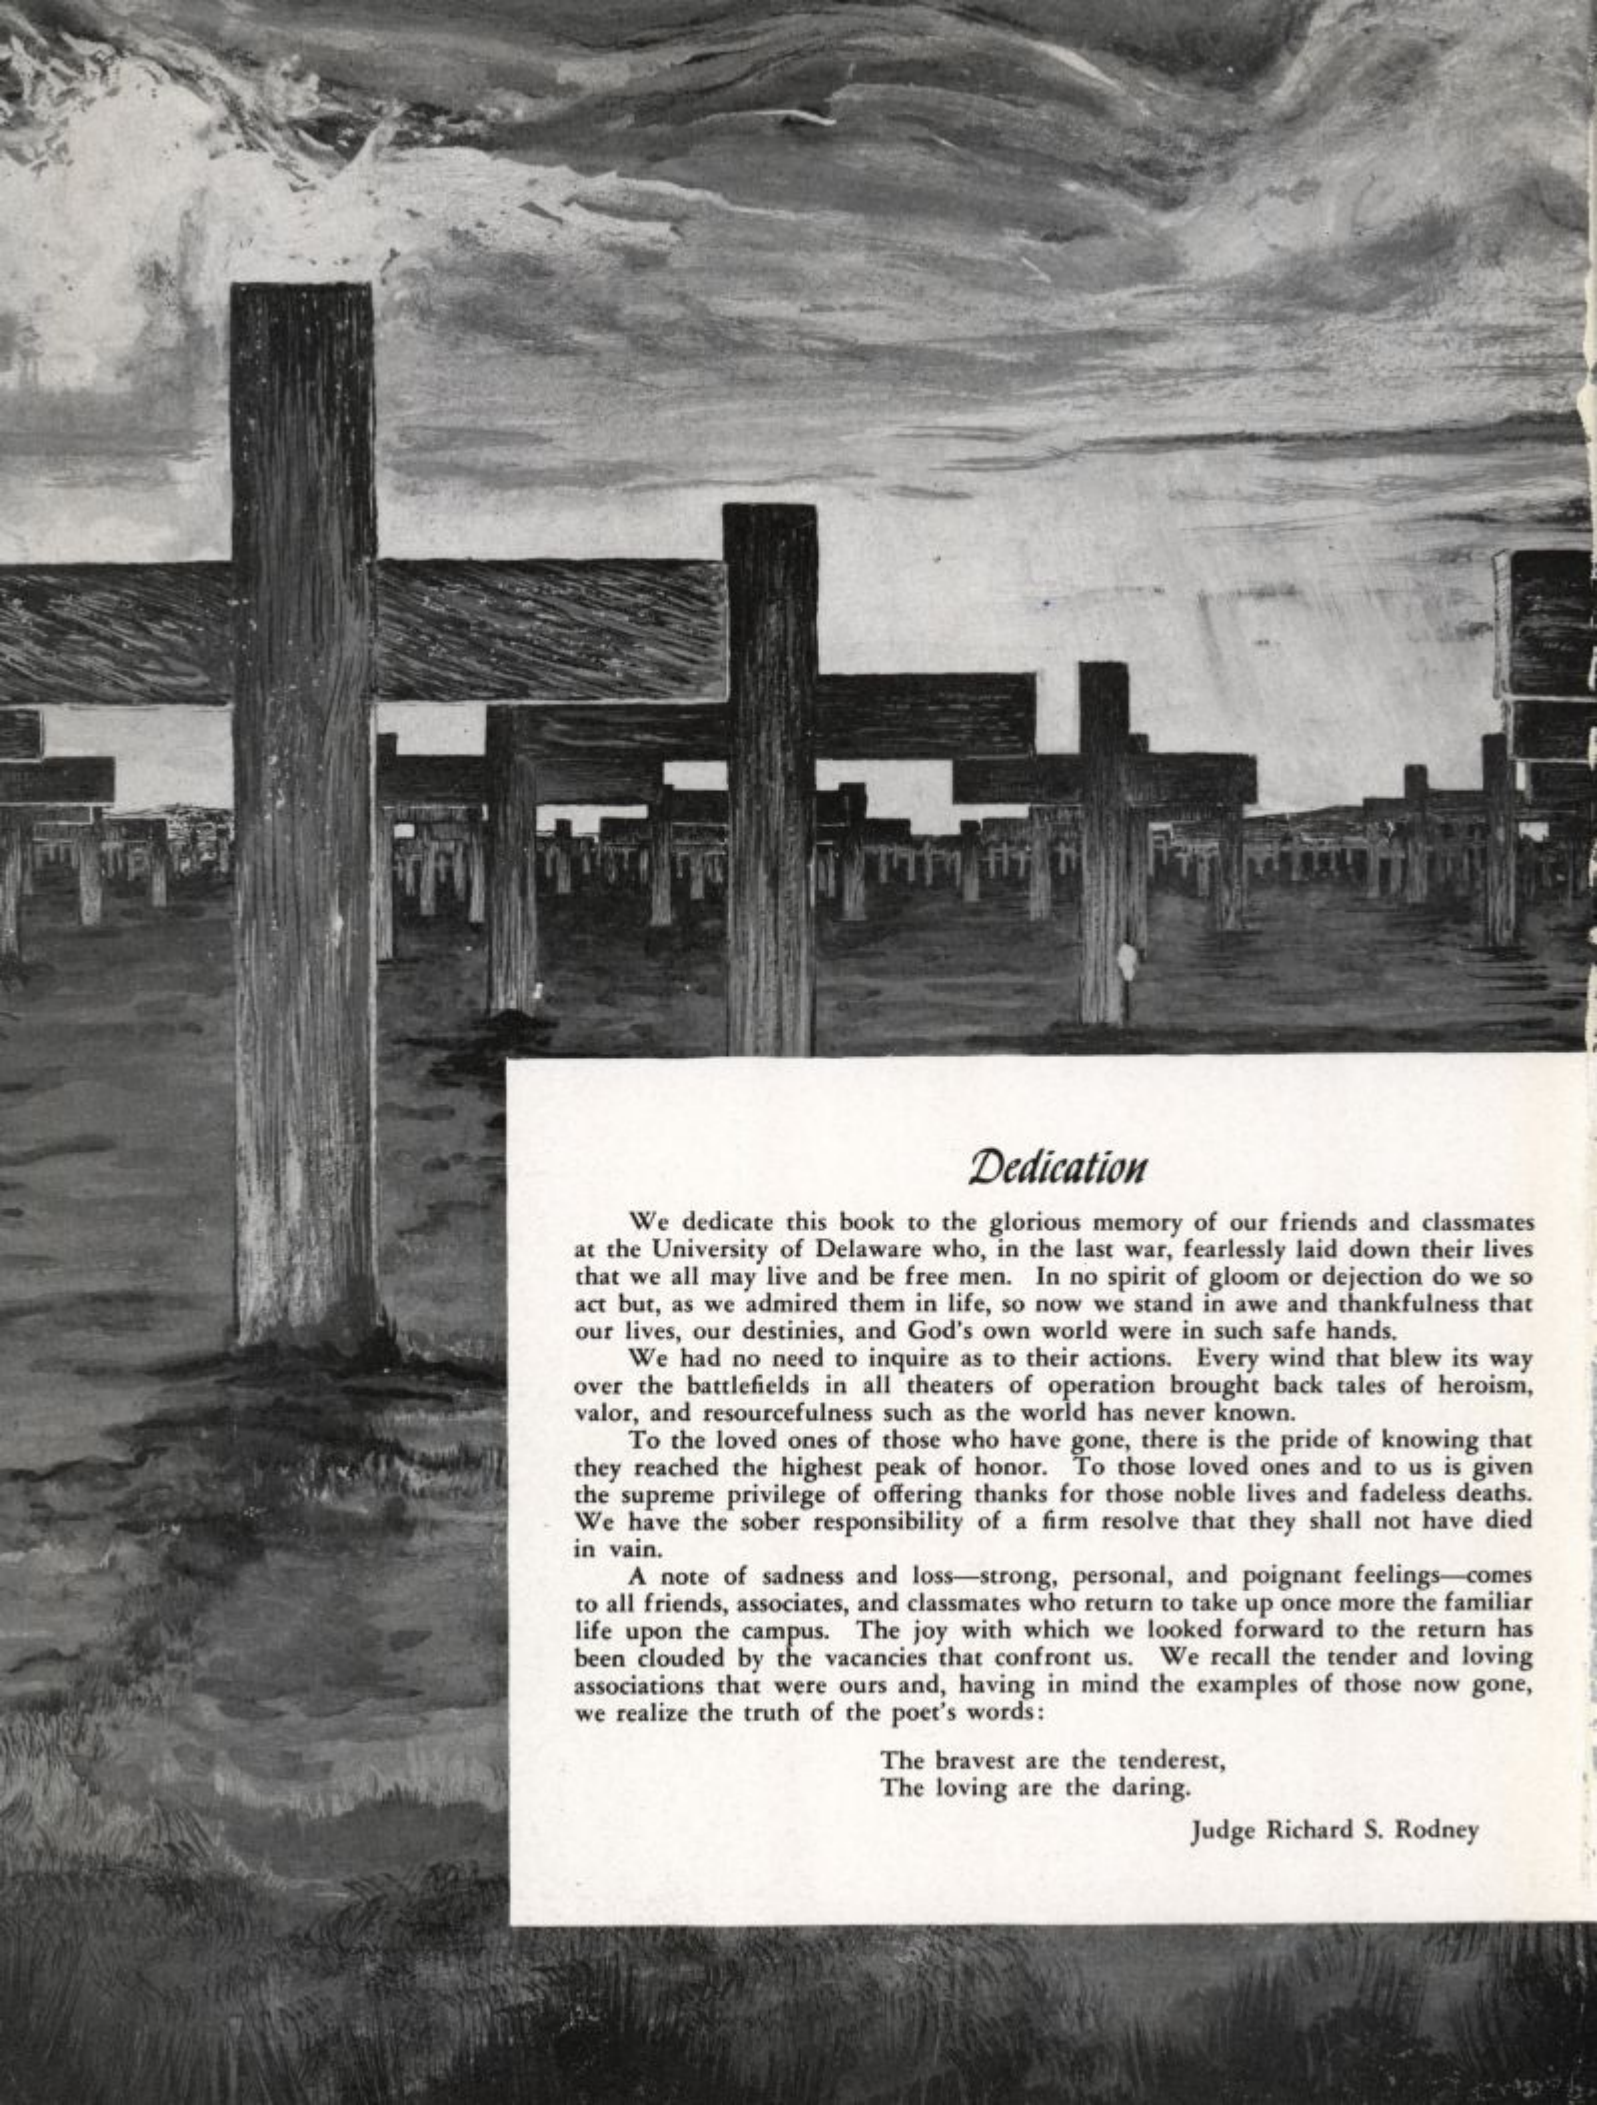 Dedication
We dedicate this book to the glorious memory of our friends and classmates
at the University of Delaware who, in the last war, fearlessly laid down their lives
that we all may live and be free men. In no spirit of gloom or dejection do we so
act but, as we admired them in life, so now we stand in awe and thankfulness that
our lives, our destinies, and God's own world were in such safe hands.
We had no need to inquire as to their actions. Every wind that blew its way
over the battlefields in all theaters of operation brought back tales of heroism,
valor, and resourcefulness such as the world has never known.
To the loved ones of those who have gone, there is the pride of knowing that
they reached the highest peak of honor. To those loved ones and to us is given
the supreme privilege of offering thanks for those noble lives and fadeless deaths.
We have the sober responsibility of a firm resolve that they shall not have died
in vain.
A note of sadness and loss—strong, personal, and poignant feelings—comes
to all friends, associates, and classmates who return to take up once more the familiar
life upon the campus. The joy with which we looked forward to the return has
been clouded by the vacancies that confront us. We recall the tender and loving
associations that were ours and, having in mind the examples of those now gone,
we realize the truth of the poet's words:
The bravest are the tenderest,
The loving are the daring.
Judge Richard S. Rodney